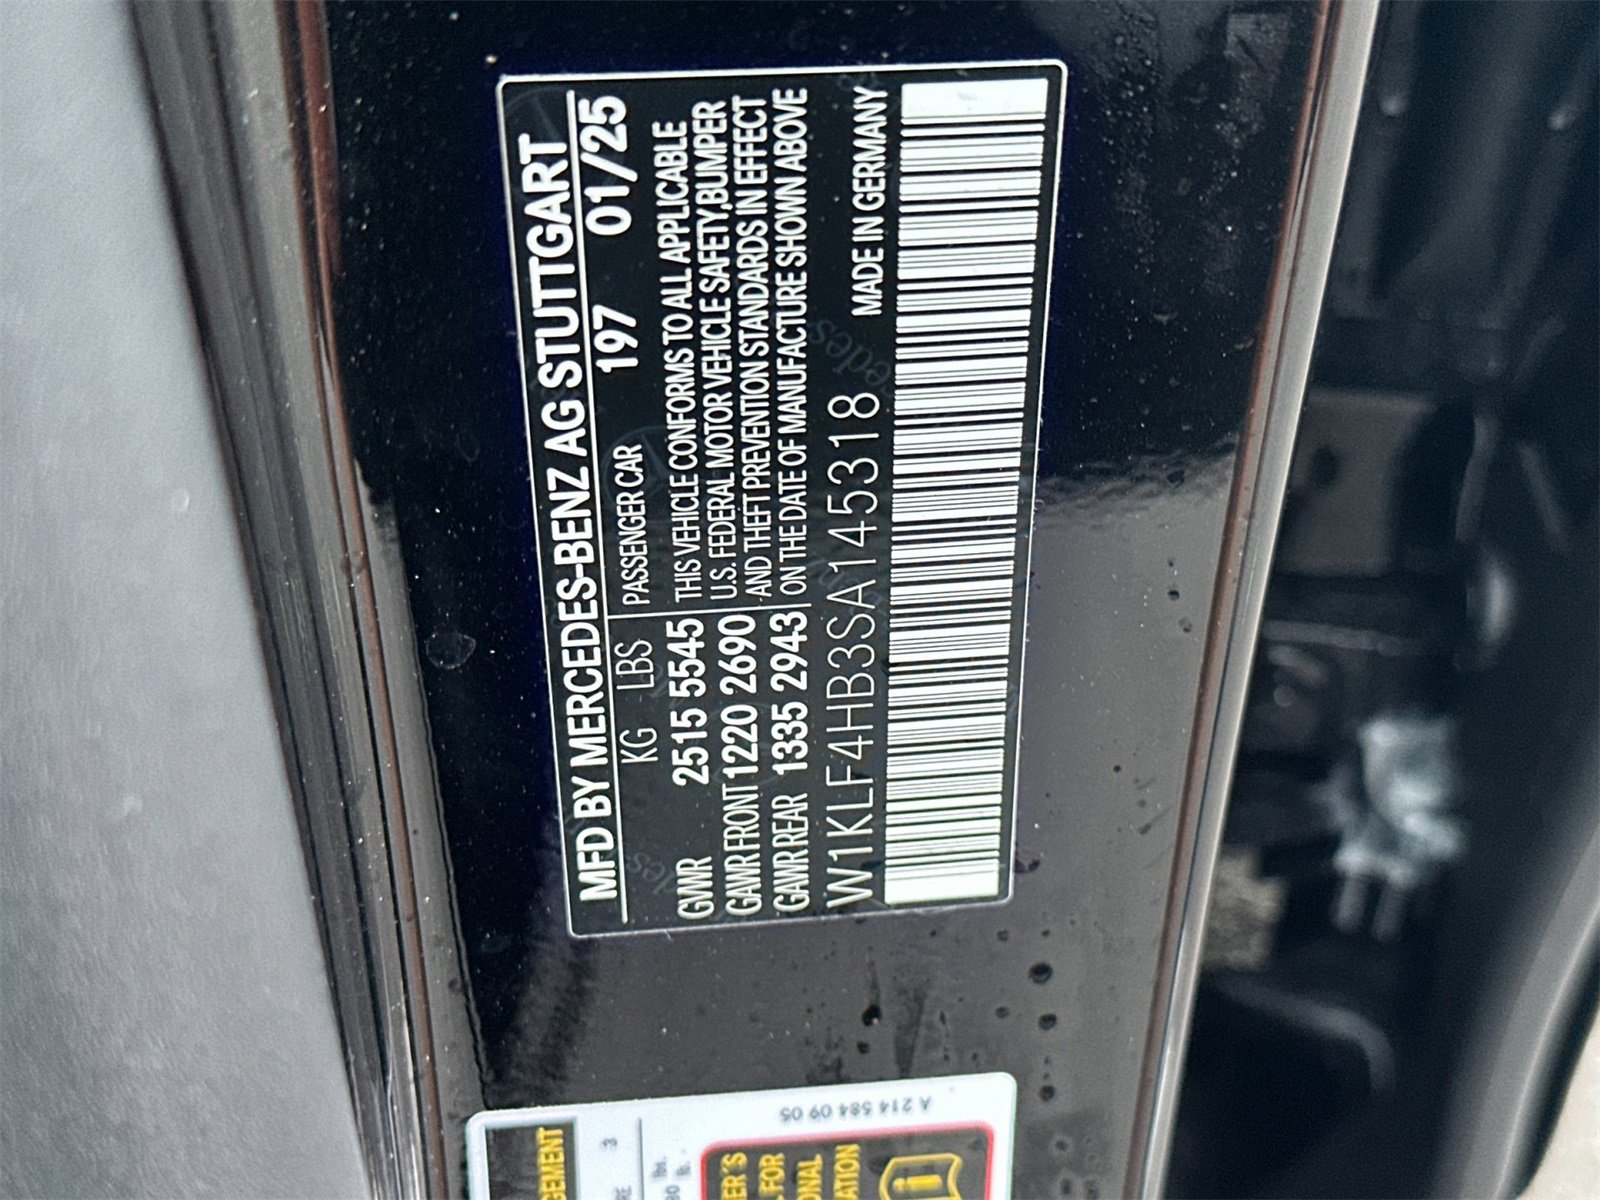 MFD BY MERCEDES-BENZ AG STUTTGART
KG LBS PASSENGER CAR 197 01/25
GVWR 2515 5545 THIS VEHICLE CONFORMS TO ALL APPLICABLE
GAWR FRONT 1220 2690 U.S. FEDERAL MOTOR VEHICLE SAFETY,BUMPER
AND THEFT PREVENTION STANDARDS IN EFFECT
GAWR REAR 1335 2943 ON THE DATE OF MANUFACTURE SHOWN ABOVE
W1KLF4HB3SA145318 MADE IN GERMANY
A 214 584 09 05
GEMENT
3